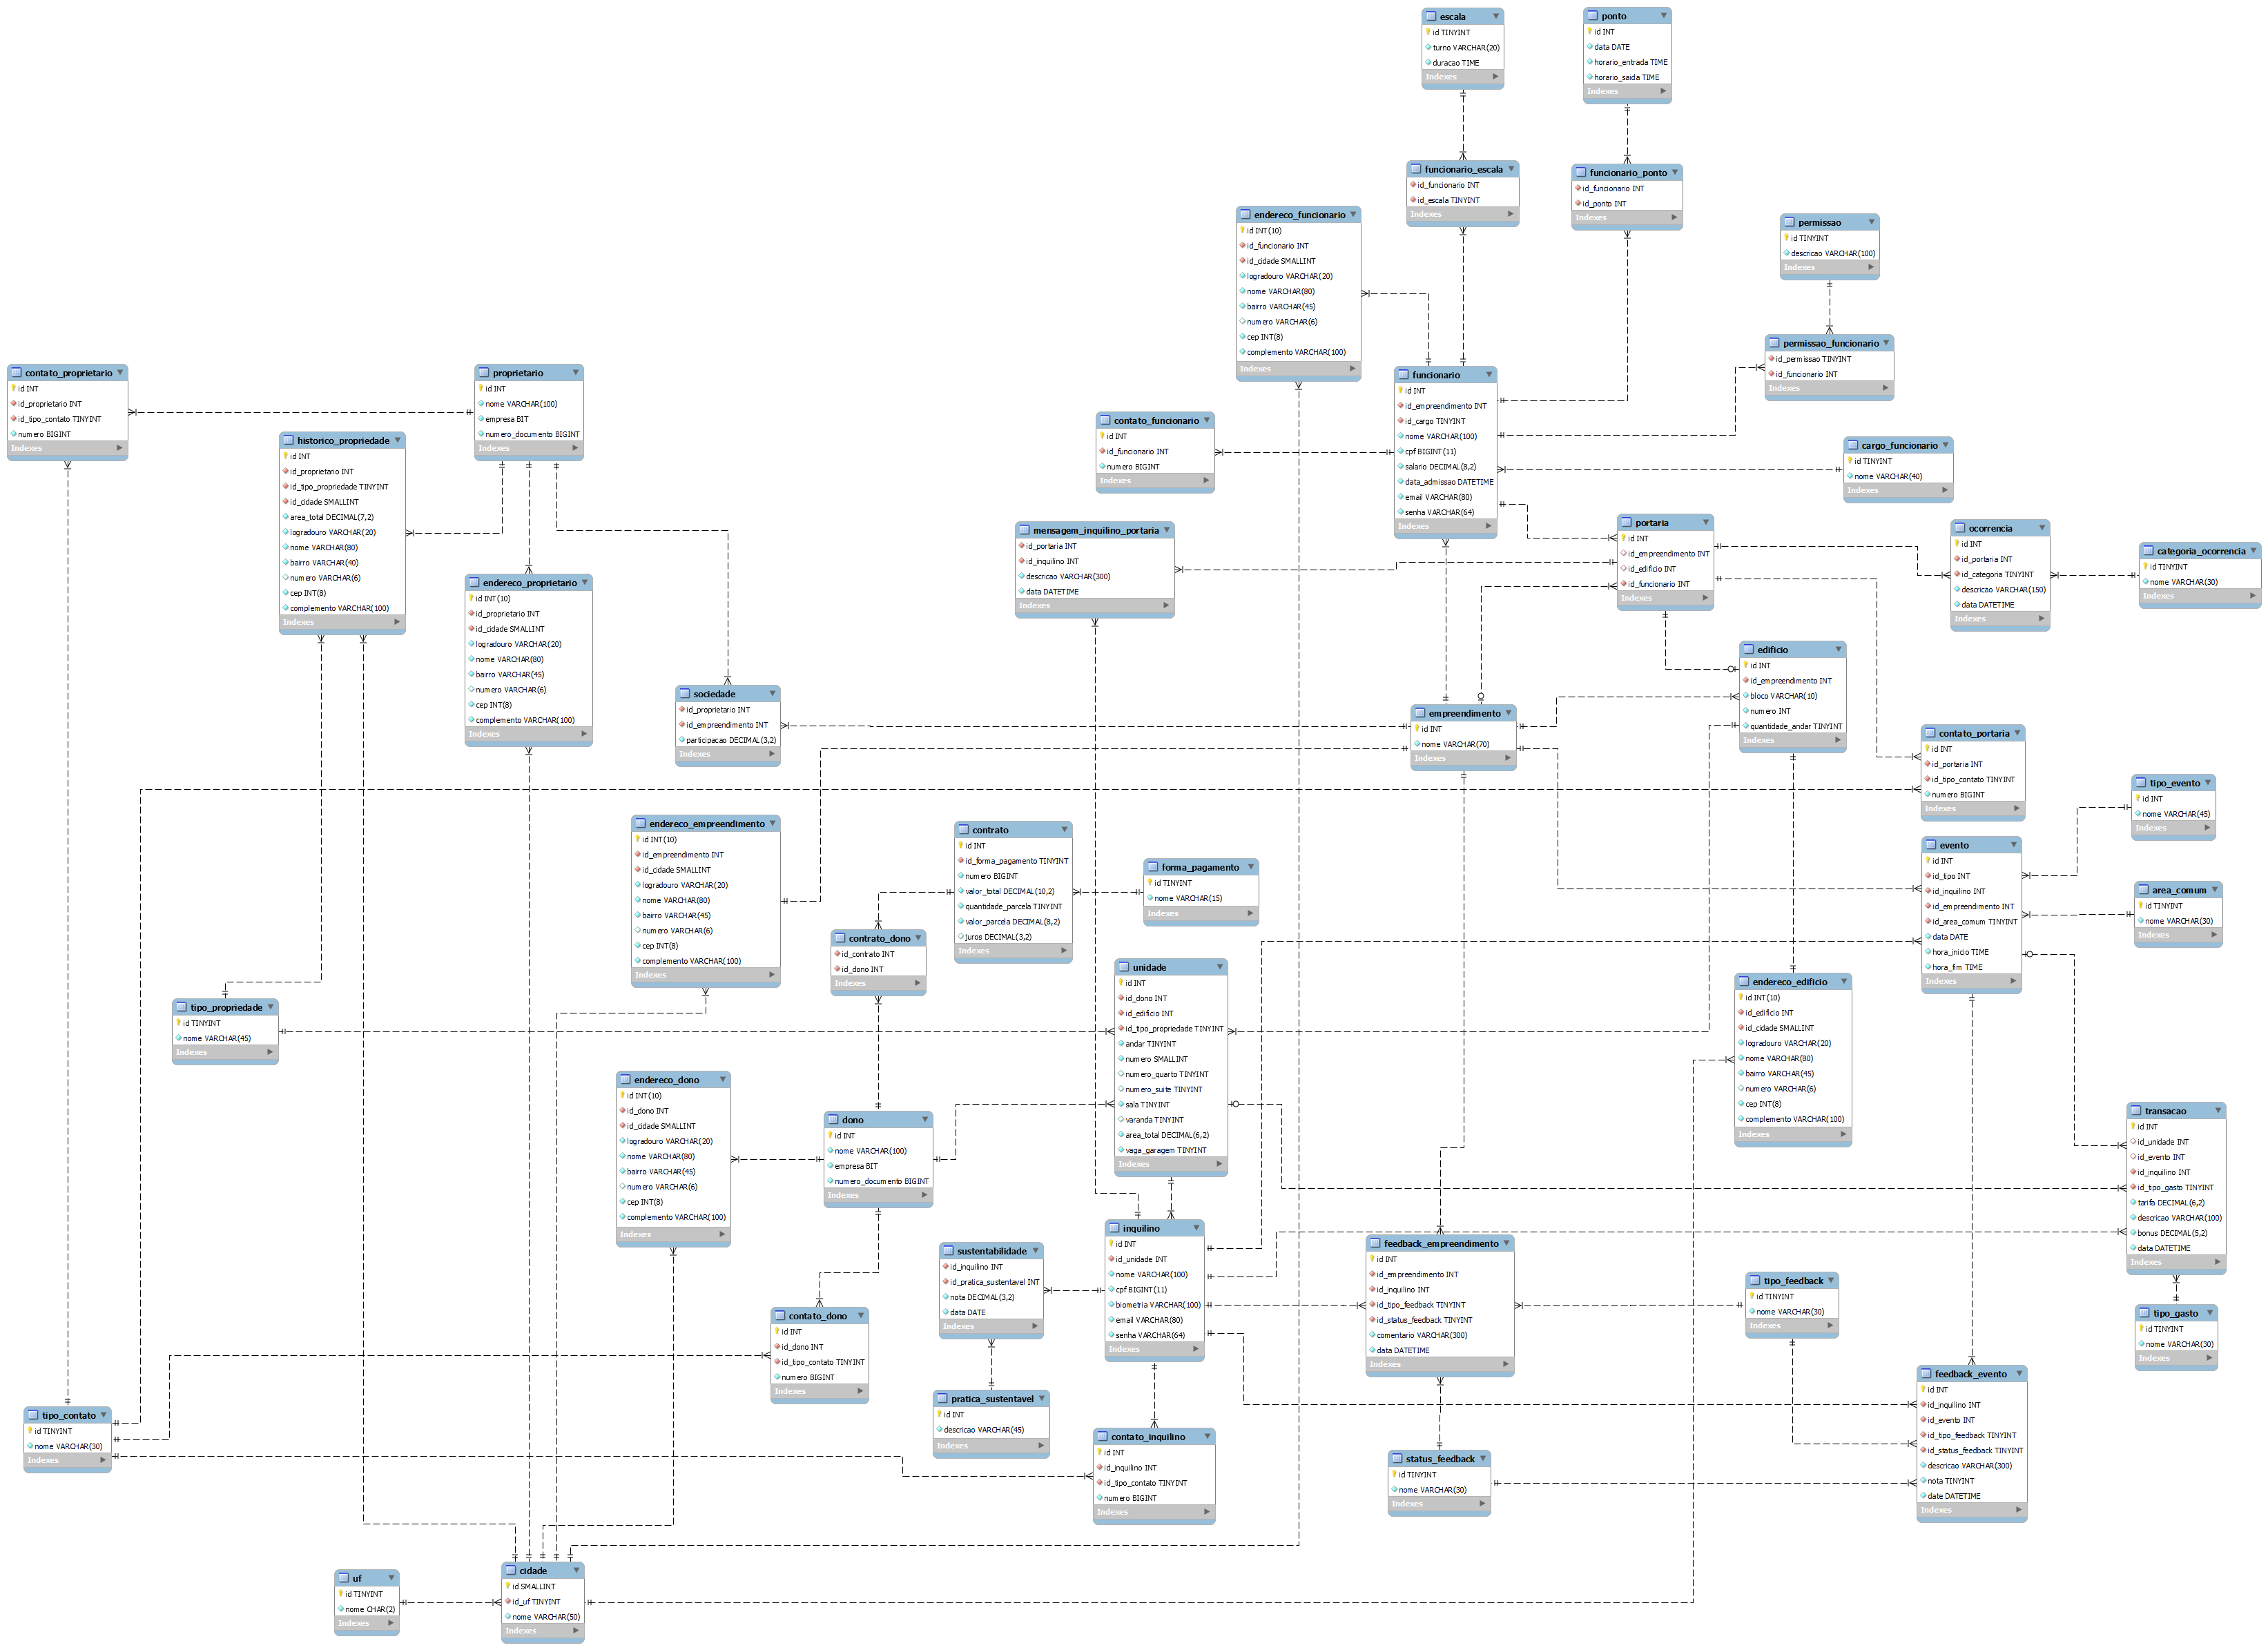 escala
id TINYINT
turno VARCHAR(20)
duracao TIME
Indexes
ponto
id INT
data DATE
horario_entrada TIME
horario_saida TIME
Indexes
funcionario_escala
id_funcionario INT
id_escala TINYINT
Indexes
funcionario_ponto
id_funcionario INT
id_ponto INT
Indexes
endereco_funcionario
id INT(10)
id_funcionario INT
id_cidade SMALLINT
logradouro VARCHAR(20)
nome VARCHAR(80)
bairro VARCHAR(45)
numero VARCHAR(6)
cep INT(8)
complemento VARCHAR(100)
Indexes
permissao
id TINYINT
descricao VARCHAR(100)
Indexes
permissao_funcionario
id_permissao TINYINT
id_funcionario INT
Indexes
contato_proprietario
id INT
id_proprietario INT
id_tipo_contato TINYINT
numero BIGINT
Indexes
proprietario
id INT
nome VARCHAR(100)
empresa BIT
numero_documento BIGINT
Indexes
funcionario
id INT
id_empreendimento INT
id_cargo TINYINT
nome VARCHAR(100)
cpf BIGINT(11)
salario DECIMAL(8,2)
data_admissao DATETIME
email VARCHAR(80)
senha VARCHAR(64)
Indexes
contato_funcionario
id INT
id_funcionario INT
numero BIGINT
Indexes
historico_propriedade
id INT
id_proprietario INT
id_tipo_propriedade TINYINT
id_cidade SMALLINT
area_total DECIMAL(7,2)
logradouro VARCHAR(20)
nome VARCHAR(80)
bairro VARCHAR(40)
numero VARCHAR(6)
cep INT(8)
complemento VARCHAR(100)
Indexes
cargo_funcionario
id TINYINT
nome VARCHAR(40)
Indexes
mensagem_inquilino_portaria
id_portaria INT
id_inquilino INT
descricao VARCHAR(300)
data DATETIME
Indexes
portaria
id INT
id_empreendimento INT
id_edificio INT
id_funcionario INT
Indexes
ocorrencia
id INT
id_portaria INT
id_categoria TINYINT
descricao VARCHAR(150)
data DATETIME
Indexes
categoria_ocorrencia
id TINYINT
nome VARCHAR(30)
Indexes
endereco_proprietario
id INT(10)
id_proprietario INT
id_cidade SMALLINT
logradouro VARCHAR(20)
nome VARCHAR(80)
bairro VARCHAR(45)
numero VARCHAR(6)
cep INT(8)
complemento VARCHAR(100)
Indexes
edificio
id INT
id_empreendimento INT
bloco VARCHAR(10)
numero INT
quantidade_andar TINYINT
Indexes
sociedade
id_proprietario INT
id_empreendimento INT
participacao DECIMAL(3,2)
Indexes
empreendimento
id INT
nome VARCHAR(70)
Indexes
contato_portaria
id INT
id_portaria INT
id_tipo_contato TINYINT
numero BIGINT
Indexes
tipo_evento
id INT
nome VARCHAR(45)
Indexes
endereco_empreendimento
id INT(10)
id_empreendimento INT
id_cidade SMALLINT
logradouro VARCHAR(20)
nome VARCHAR(80)
bairro VARCHAR(45)
numero VARCHAR(6)
cep INT(8)
complemento VARCHAR(100)
Indexes
contrato
id INT
id_forma_pagamento TINYINT
numero BIGINT
valor_total DECIMAL(10,2)
quantidade_parcela TINYINT
valor_parcela DECIMAL(8,2)
juros DECIMAL(3,2)
Indexes
forma_pagamento
id TINYINT
nome VARCHAR(15)
Indexes
evento
id INT
id_tipo INT
id_inquilino INT
id_empreendimento INT
id_area_comum TINYINT
data DATE
hora_inicio TIME
hora_fim TIME
Indexes
area_comum
id TINYINT
nome VARCHAR(30)
Indexes
contrato_dono
id_contrato INT
id_dono INT
Indexes
unidade
id INT
id_dono INT
id_edificio INT
id_tipo_propriedade TINYINT
andar TINYINT
numero SMALLINT
numero_quarto TINYINT
numero_suite TINYINT
sala TINYINT
varanda TINYINT
area_total DECIMAL(6,2)
vaga_garagem TINYINT
Indexes
endereco_edificio
id INT(10)
id_edificio INT
id_cidade SMALLINT
logradouro VARCHAR(20)
nome VARCHAR(80)
bairro VARCHAR(45)
numero VARCHAR(6)
cep INT(8)
complemento VARCHAR(100)
Indexes
tipo_propriedade
id TINYINT
nome VARCHAR(45)
Indexes
endereco_dono
id INT(10)
id_dono INT
id_cidade SMALLINT
logradouro VARCHAR(20)
nome VARCHAR(80)
bairro VARCHAR(45)
numero VARCHAR(6)
cep INT(8)
complemento VARCHAR(100)
Indexes
dono
id INT
nome VARCHAR(100)
empresa BIT
numero_documento BIGINT
Indexes
transacao
id INT
id_unidade INT
id_evento INT
id_inquilino INT
id_tipo_gasto TINYINT
tarifa DECIMAL(6,2)
descricao VARCHAR(100)
bonus DECIMAL(5,2)
data DATETIME
Indexes
inquilino
id INT
id_unidade INT
nome VARCHAR(100)
cpf BIGINT(11)
biometria VARCHAR(100)
email VARCHAR(80)
senha VARCHAR(64)
Indexes
sustentabilidade
id_inquilino INT
id_pratica_sustentavel INT
nota DECIMAL(3,2)
data DATE
Indexes
feedback_empreendimento
id INT
id_empreendimento INT
id_inquilino INT
id_tipo_feedback TINYINT
id_status_feedback TINYINT
comentario VARCHAR(300)
data DATETIME
Indexes
tipo_feedback
id TINYINT
nome VARCHAR(30)
Indexes
tipo_gasto
id TINYINT
nome VARCHAR(30)
Indexes
contato_dono
id INT
id_dono INT
id_tipo_contato TINYINT
numero BIGINT
Indexes
feedback_evento
id INT
id_inquilino INT
id_evento INT
id_tipo_feedback TINYINT
id_status_feedback TINYINT
descricao VARCHAR(300)
nota TINYINT
date DATETIME
Indexes
pratica_sustentavel
id INT
descricao VARCHAR(45)
Indexes
tipo_contato
id TINYINT
nome VARCHAR(30)
Indexes
contato_inquilino
id INT
id_inquilino INT
id_tipo_contato TINYINT
numero BIGINT
Indexes
status_feedback
id TINYINT
nome VARCHAR(30)
Indexes
uf
id TINYINT
nome CHAR(2)
Indexes
cidade
id SMALLINT
id_uf TINYINT
nome VARCHAR(50)
Indexes